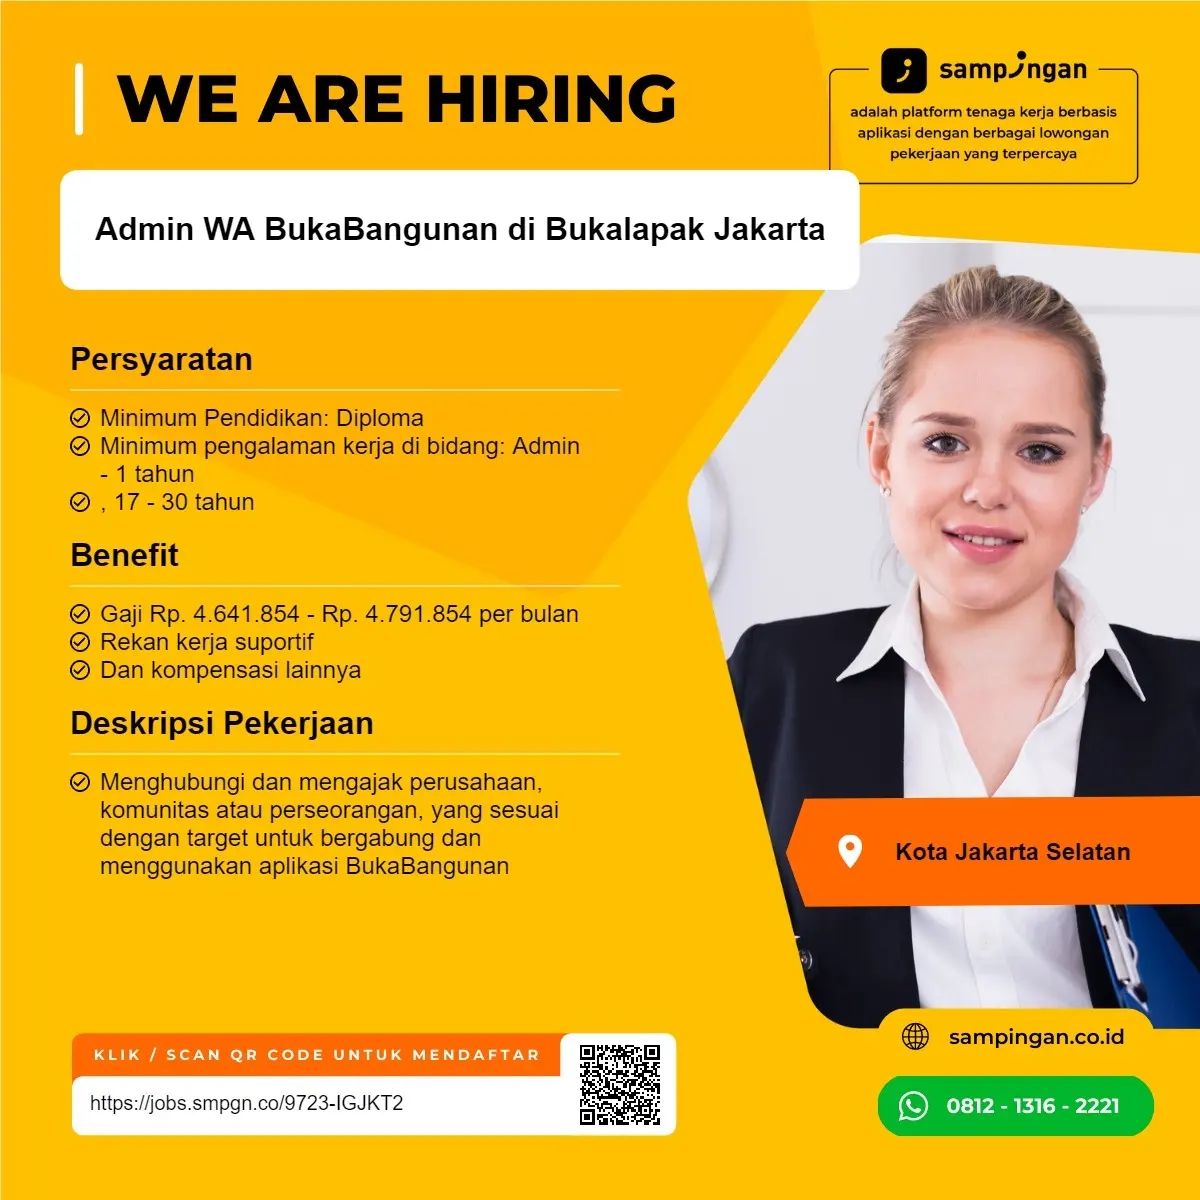 WE ARE HIRING
sampingan
adalah platform tenaga kerja berbasis
aplikasi dengan berbagai lowongan
pekerjaan yang terpercaya
Admin WA BukaBangunan di Bukalapak Jakarta
Persyaratan
Minimum Pendidikan: Diploma
Minimum pengalaman kerja di bidang: Admin
- 1 tahun
, 17 - 30 tahun
Benefit
Gaji Rp. 4.641.854 - Rp. 4.791.854 per bulan
Rekan kerja suportif
Dan kompensasi lainnya
Deskripsi Pekerjaan
Menghubungi dan mengajak perusahaan,
komunitas atau perseorangan, yang sesuai
dengan target untuk bergabung dan
menggunakan aplikasi BukaBangunan
Kota Jakarta Selatan
KLIK / SCAN QR CODE UNTUK MENDAFTAR
https://jobs.smpgn.co/9723-IGJKT2
sampingan.co.id
0812 - 1316 - 2221